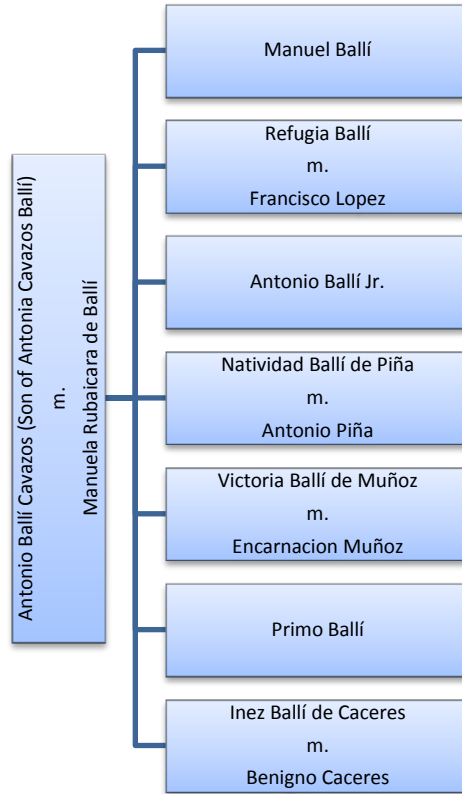 Antonio Ballí Cavazos (Son of Antonia Cavazos Ballí)
m.
Manuela Rubaicara de Ballí
Manuel Ballí
Refugia Ballí
m.
Francisco Lopez
Antonio Ballí Jr.
Natividad Ballí de Piña
m.
Antonio Piña
Victoria Ballí de Muñoz
m.
Encarnacion Muñoz
Primo Ballí
Inez Ballí de Caceres
m.
Benigno Caceres